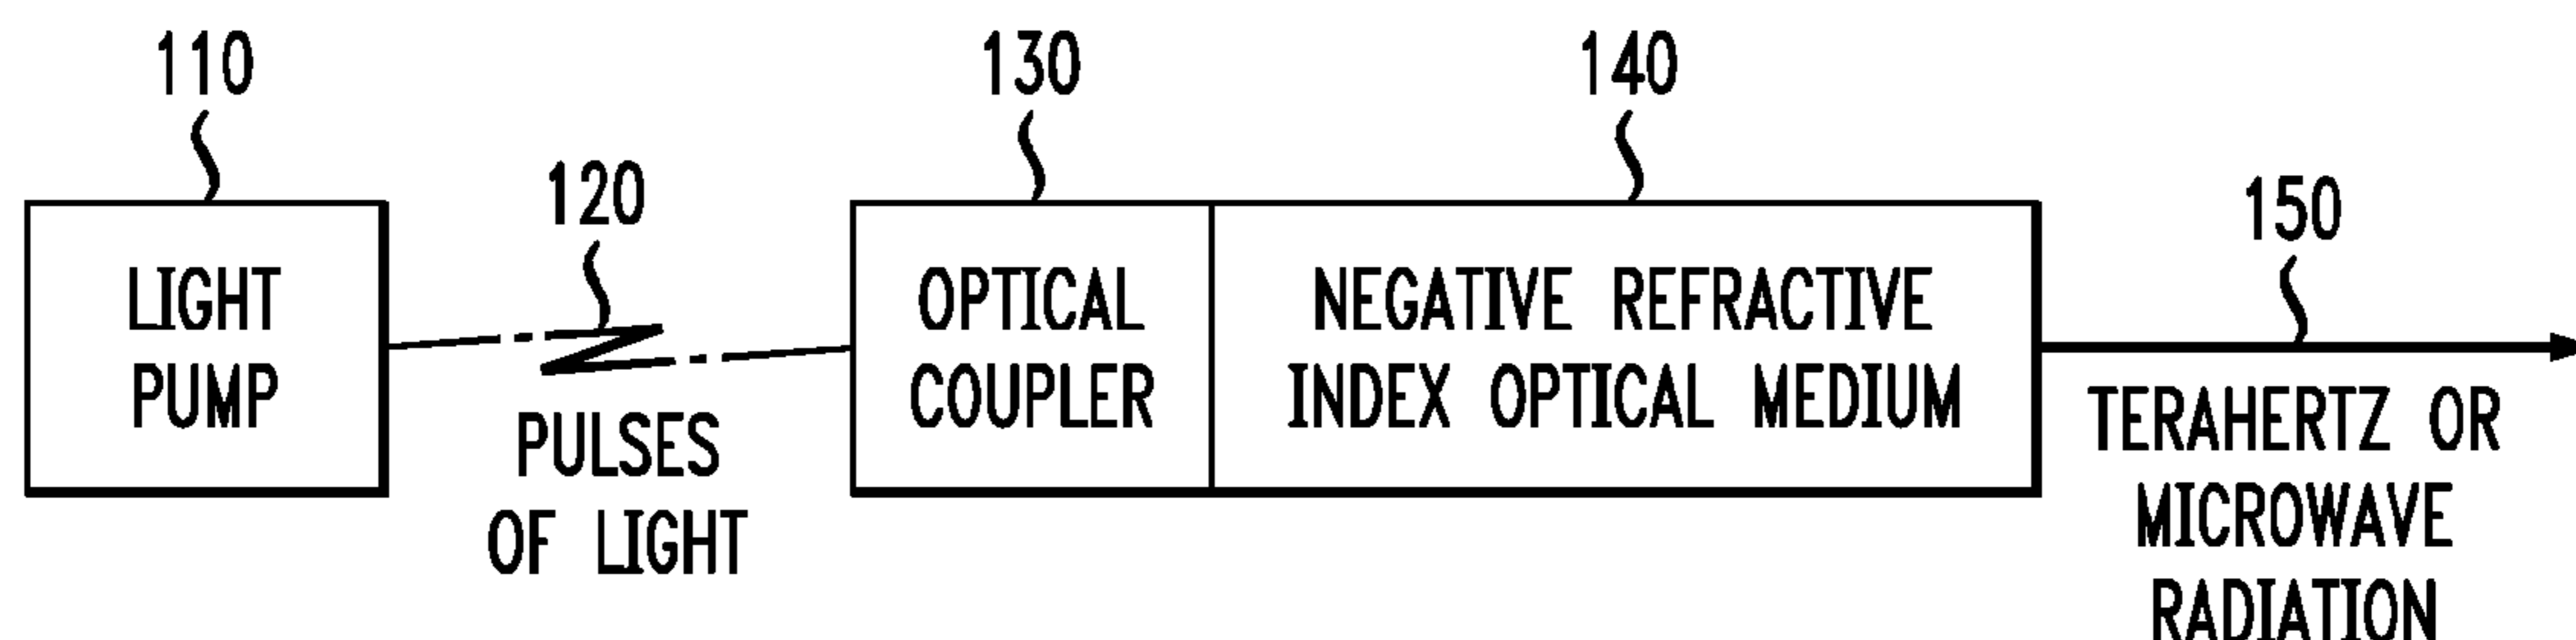 110
130
140
120
150
LIGHT
PUMP
PULSES
OF LIGHT
OPTICAL
COUPLER
NEGATIVE REFRACTIVE
INDEX OPTICAL MEDIUM
TERAHERTZ OR
MICROWAVE
RADIATION